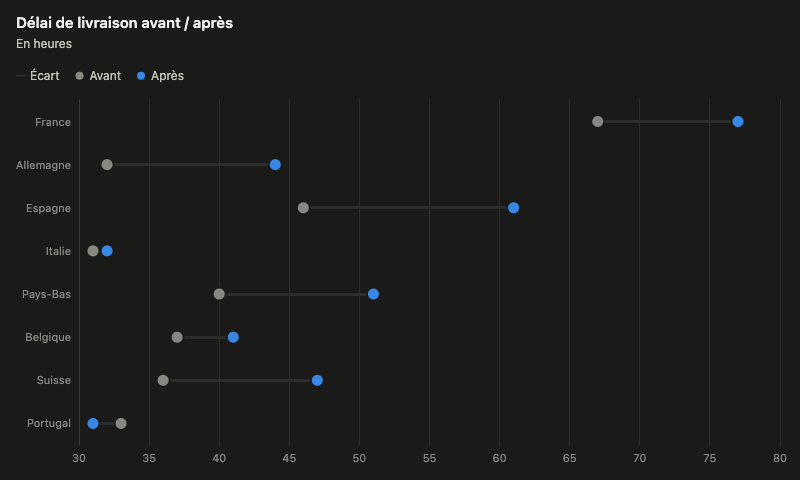 Délai de livraison avant / après
En heures
Écart Avant Après
France
Allemagne
Espagne
Italie
Pays-Bas
Belgique
Suisse
Portugal
30 35 40 45 50 55 60 65 70 75 80